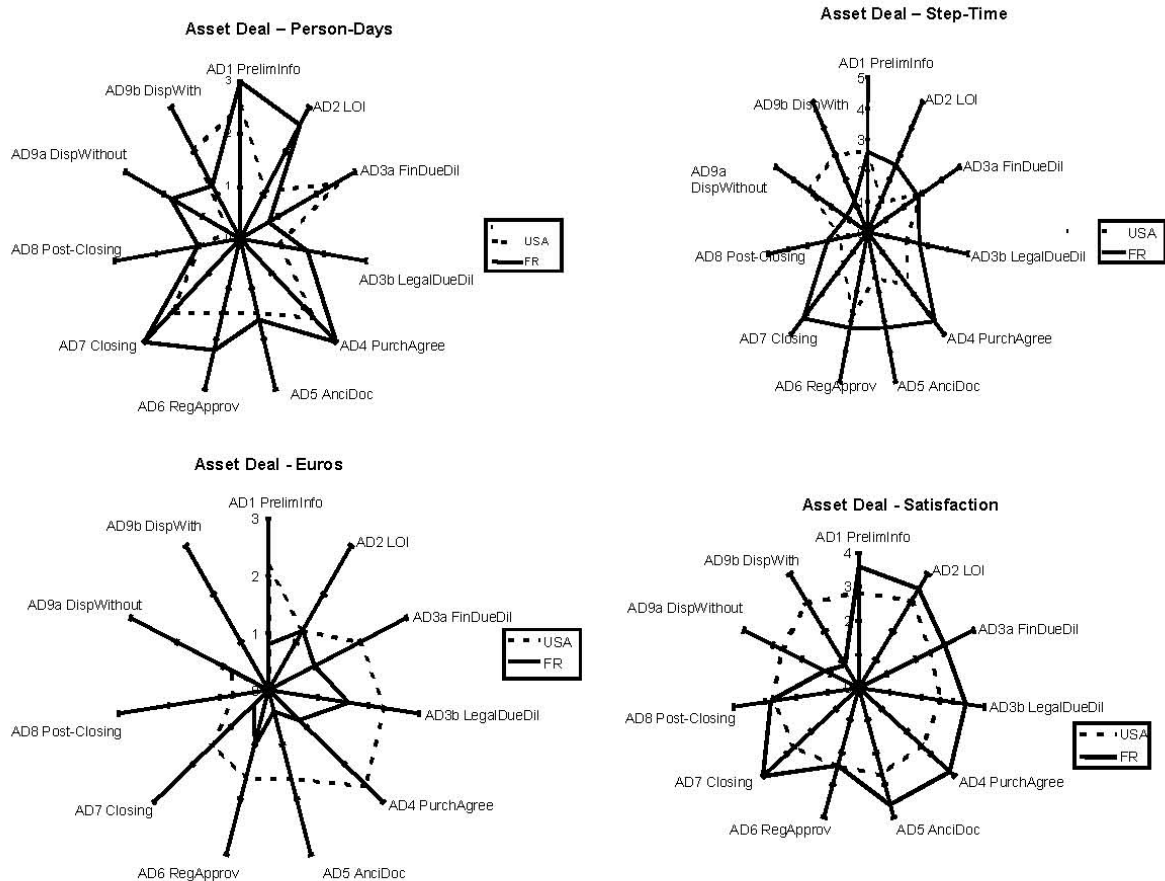 Asset Deal – Person-Days
AD1 PrelimInfo
3
AD9b DispWith
AD2 LOI
2
AD9a DispWithout
AD3a FinDueDil
1
AD8 Post-Closing
AD3b LegalDueDil
AD7 Closing
AD4 PurchAgree
AD6 RegApprov
AD5 AnciDoc
USA
FR
Asset Deal – Step-Time
AD1 PrelimInfo
5
AD9b DispWith
AD2 LOI
4
3
AD9a
DispWithout
AD3a FinDueDil
AD8 Post-Closing
AD3b LegalDueDil
AD7 Closing
AD4 PurchAgree
AD6 RegApprov
AD5 AnciDoc
USA
FR
Asset Deal - Euros
AD1 PrelimInfo
3
AD9b DispWith
AD2 LOI
2
AD9a DispWithout
AD3a FinDueDil
1
AD8 Post-Closing
AD3b LegalDueDil
AD7 Closing
AD4 PurchAgree
AD6 RegApprov
AD5 AnciDoc
USA
FR
Asset Deal - Satisfaction
AD1 PrelimInfo
4
AD9b DispWith
AD2 LOI
3
AD9a DispWithout
2
AD3a FinDueDil
AD8 Post-Closing
AD3b LegalDueDil
AD7 Closing
AD4 PurchAgree
AD6 RegApprov
AD5 AnciDoc
USA
FR